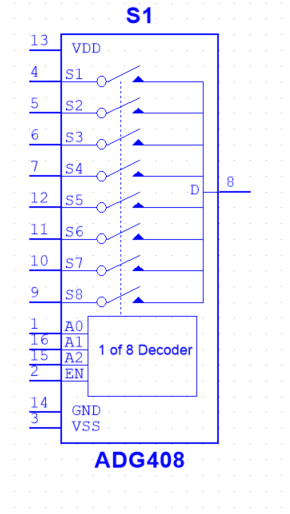 S1
13 VDD
4 S1
5 S2
6 S3
7 S4
D 8
12 S5
11 S6
10 S7
9 S8
1 A0
16 A1
15 A2
2 EN
1 of 8 Decoder
14 GND
3 VSS
ADG408